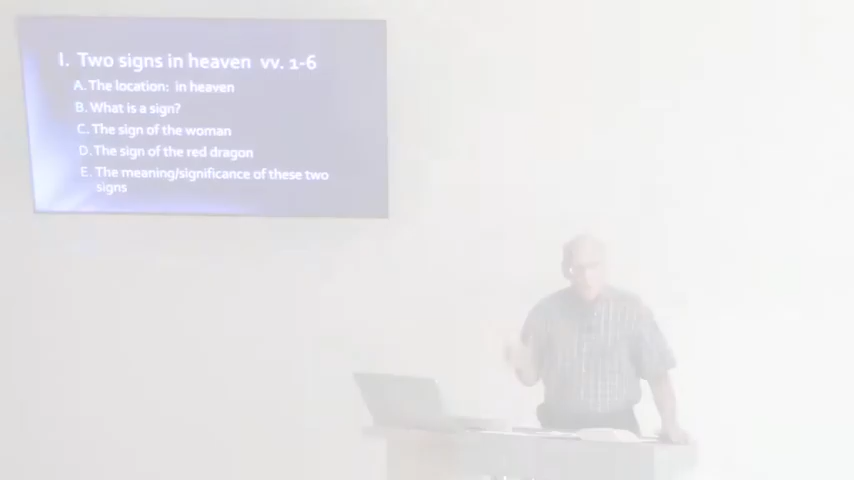 I. Two signs in heaven vv. 1-6
A. The location: in heaven
B. What is a sign?
C. The sign of the woman
D. The sign of the red dragon
E. The meaning/significance of these two
signs